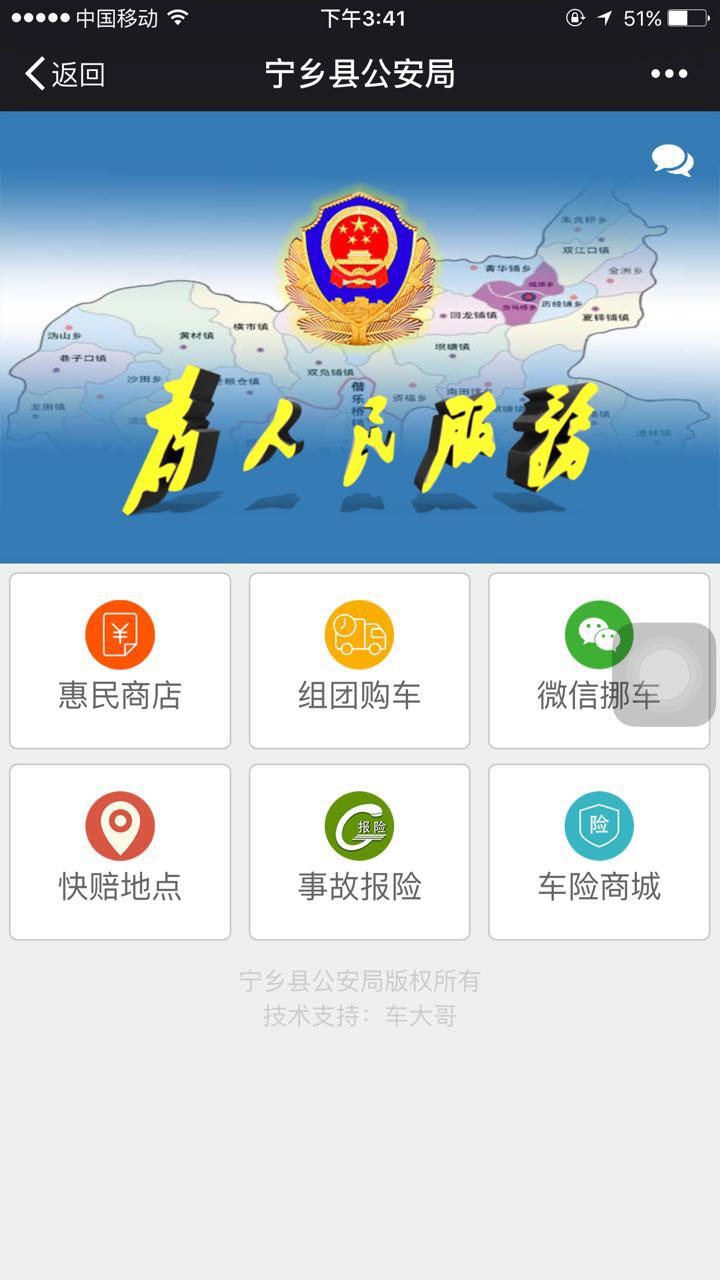 中国移动 下午3:41 51%
返回 宁乡县公安局
朱良桥乡
双江口镇
菁华铺乡 金洲乡
历经铺乡
回龙铺镇 夏铎铺镇
横市镇
沩山乡 黄材镇
坝塘镇
巷子口镇
双凫铺镇
沙田乡 老粮仓镇
偕乐桥镇 资福乡 南田坪乡
龙田镇
道林镇
为人民服务
惠民商店 组团购车 微信挪车
报险 险
快赔地点 事故报险 车险商城
宁乡县公安局版权所有
技术支持：车大哥